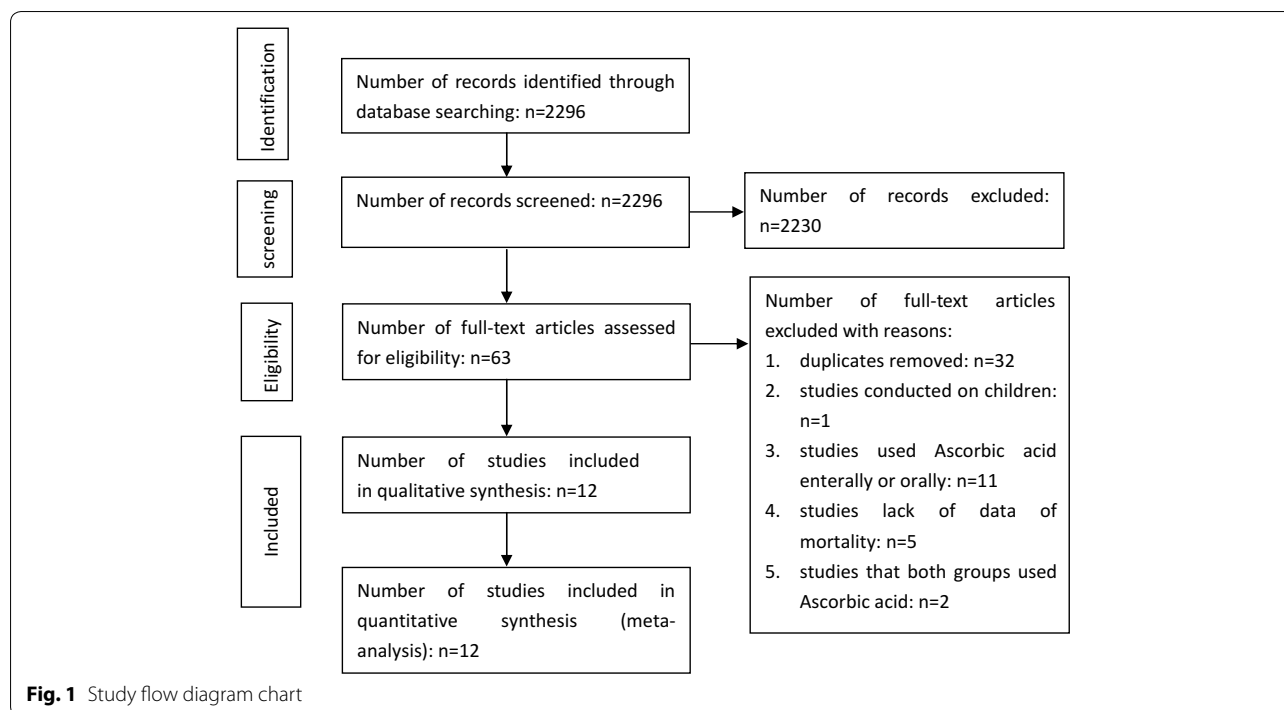 Identification
Number of records identified through
database searching: n=2296
screening
Number of records screened: n=2296
Number of records excluded:
n=2230
Eligibility
Number of full-text articles assessed
for eligibility: n=63
Number of full-text articles
excluded with reasons:
1. duplicates removed: n=32
2. studies conducted on children:
n=1
3. studies used Ascorbic acid
enterally or orally: n=11
4. studies lack of data of
mortality: n=5
5. studies that both groups used
Ascorbic acid: n=2
Included
Number of studies included
in qualitative synthesis: n=12
Number of studies included in
quantitative synthesis (meta-
analysis): n=12
Fig. 1 Study flow diagram chart